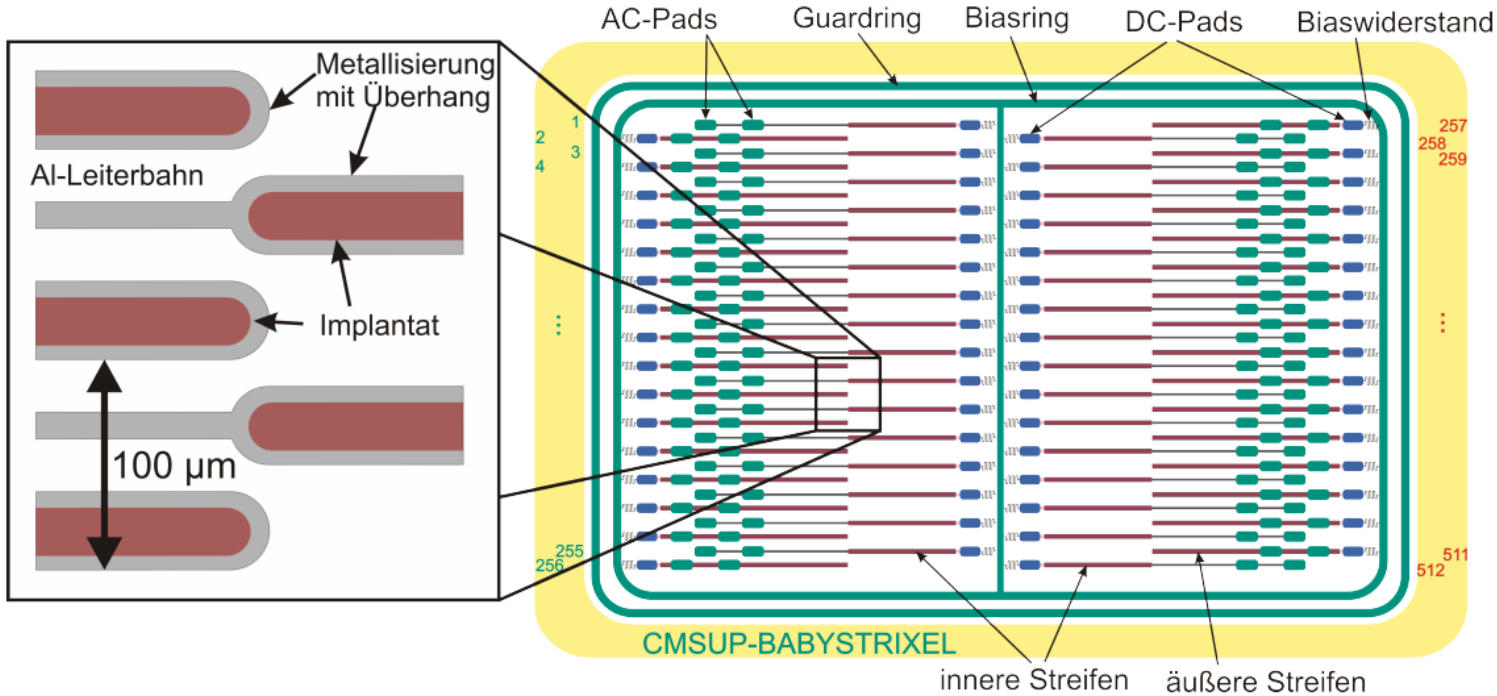 AC-Pads
Guardring
Biasring
DC-Pads
Biaswiderstand
Metallisierung
mit Überhang
Al-Leiterbahn
Implantat
100 µm
1
2
3
4
...
255
256
257
258
259
...
511
512
CMSUP-BABYSTRIXEL
innere Streifen
äußere Streifen